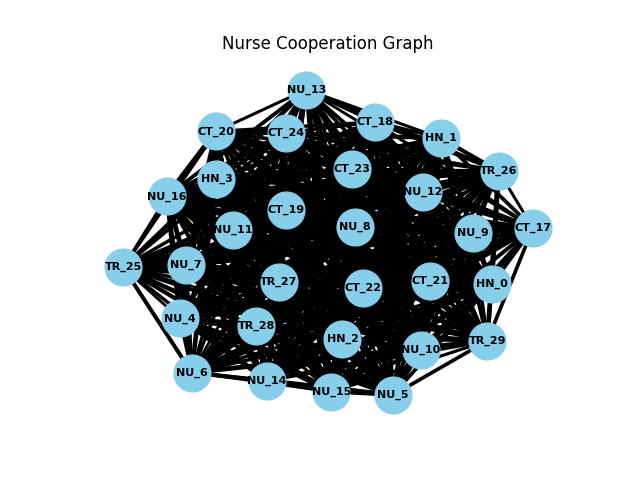 Nurse Cooperation Graph
NU_13
CT_18
CT_20
CT_24
HN_1
CT_23
TR_26
HN_3
NU_12
NU_16
CT_19
NU_8
CT_17
NU_11
NU_9
NU_7
TR_25
TR_27
CT_21
HN_0
CT_22
NU_4
TR_28
HN_2
TR_29
NU_10
NU_6
NU_14
NU_15
NU_5